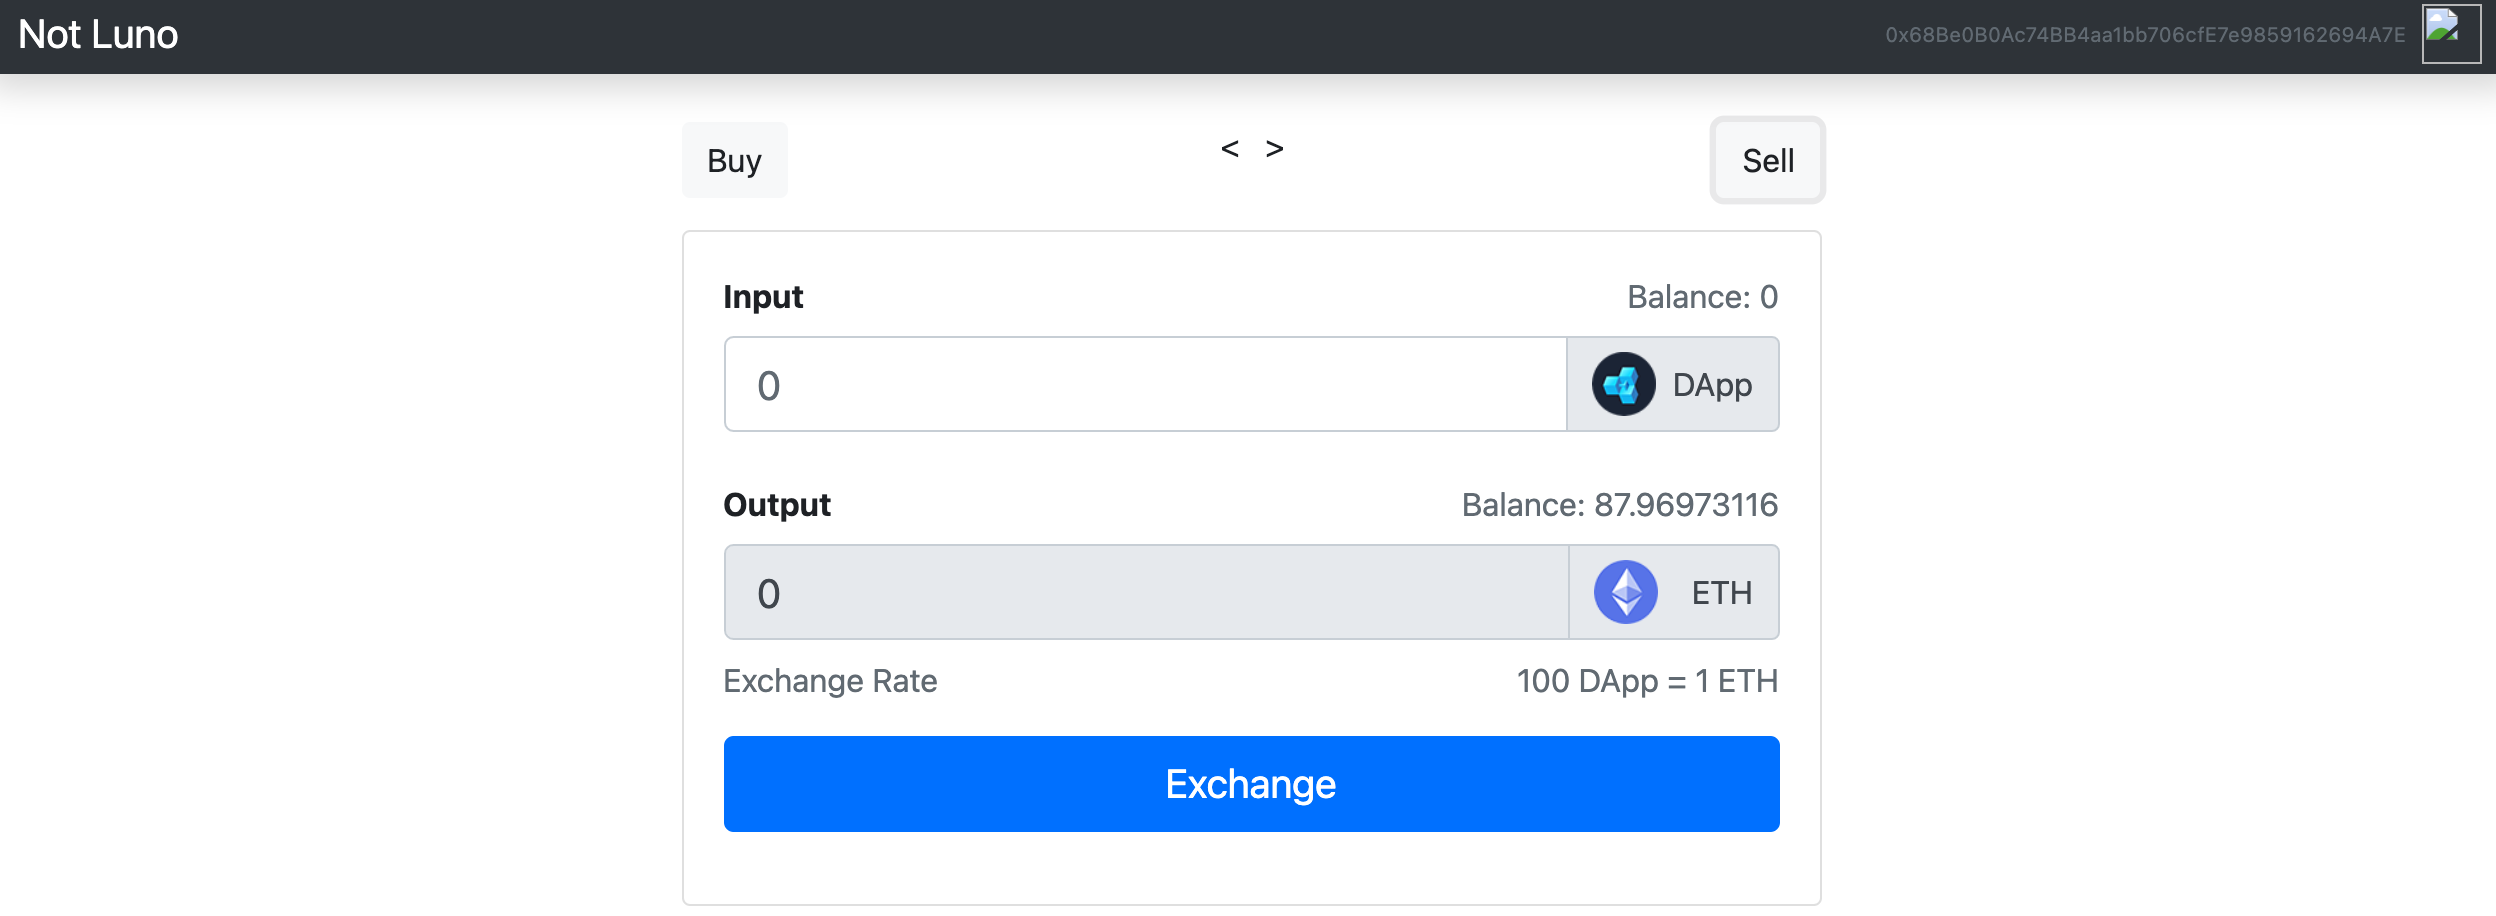 Not Luno
0x68Be0B0Ac74BB4aa1bb706cfE7e9859162694A7E
Buy < > Sell
Input Balance: 0
0 DApp
Output Balance: 87.96973116
0 ETH
Exchange Rate 100 DApp = 1 ETH
Exchange